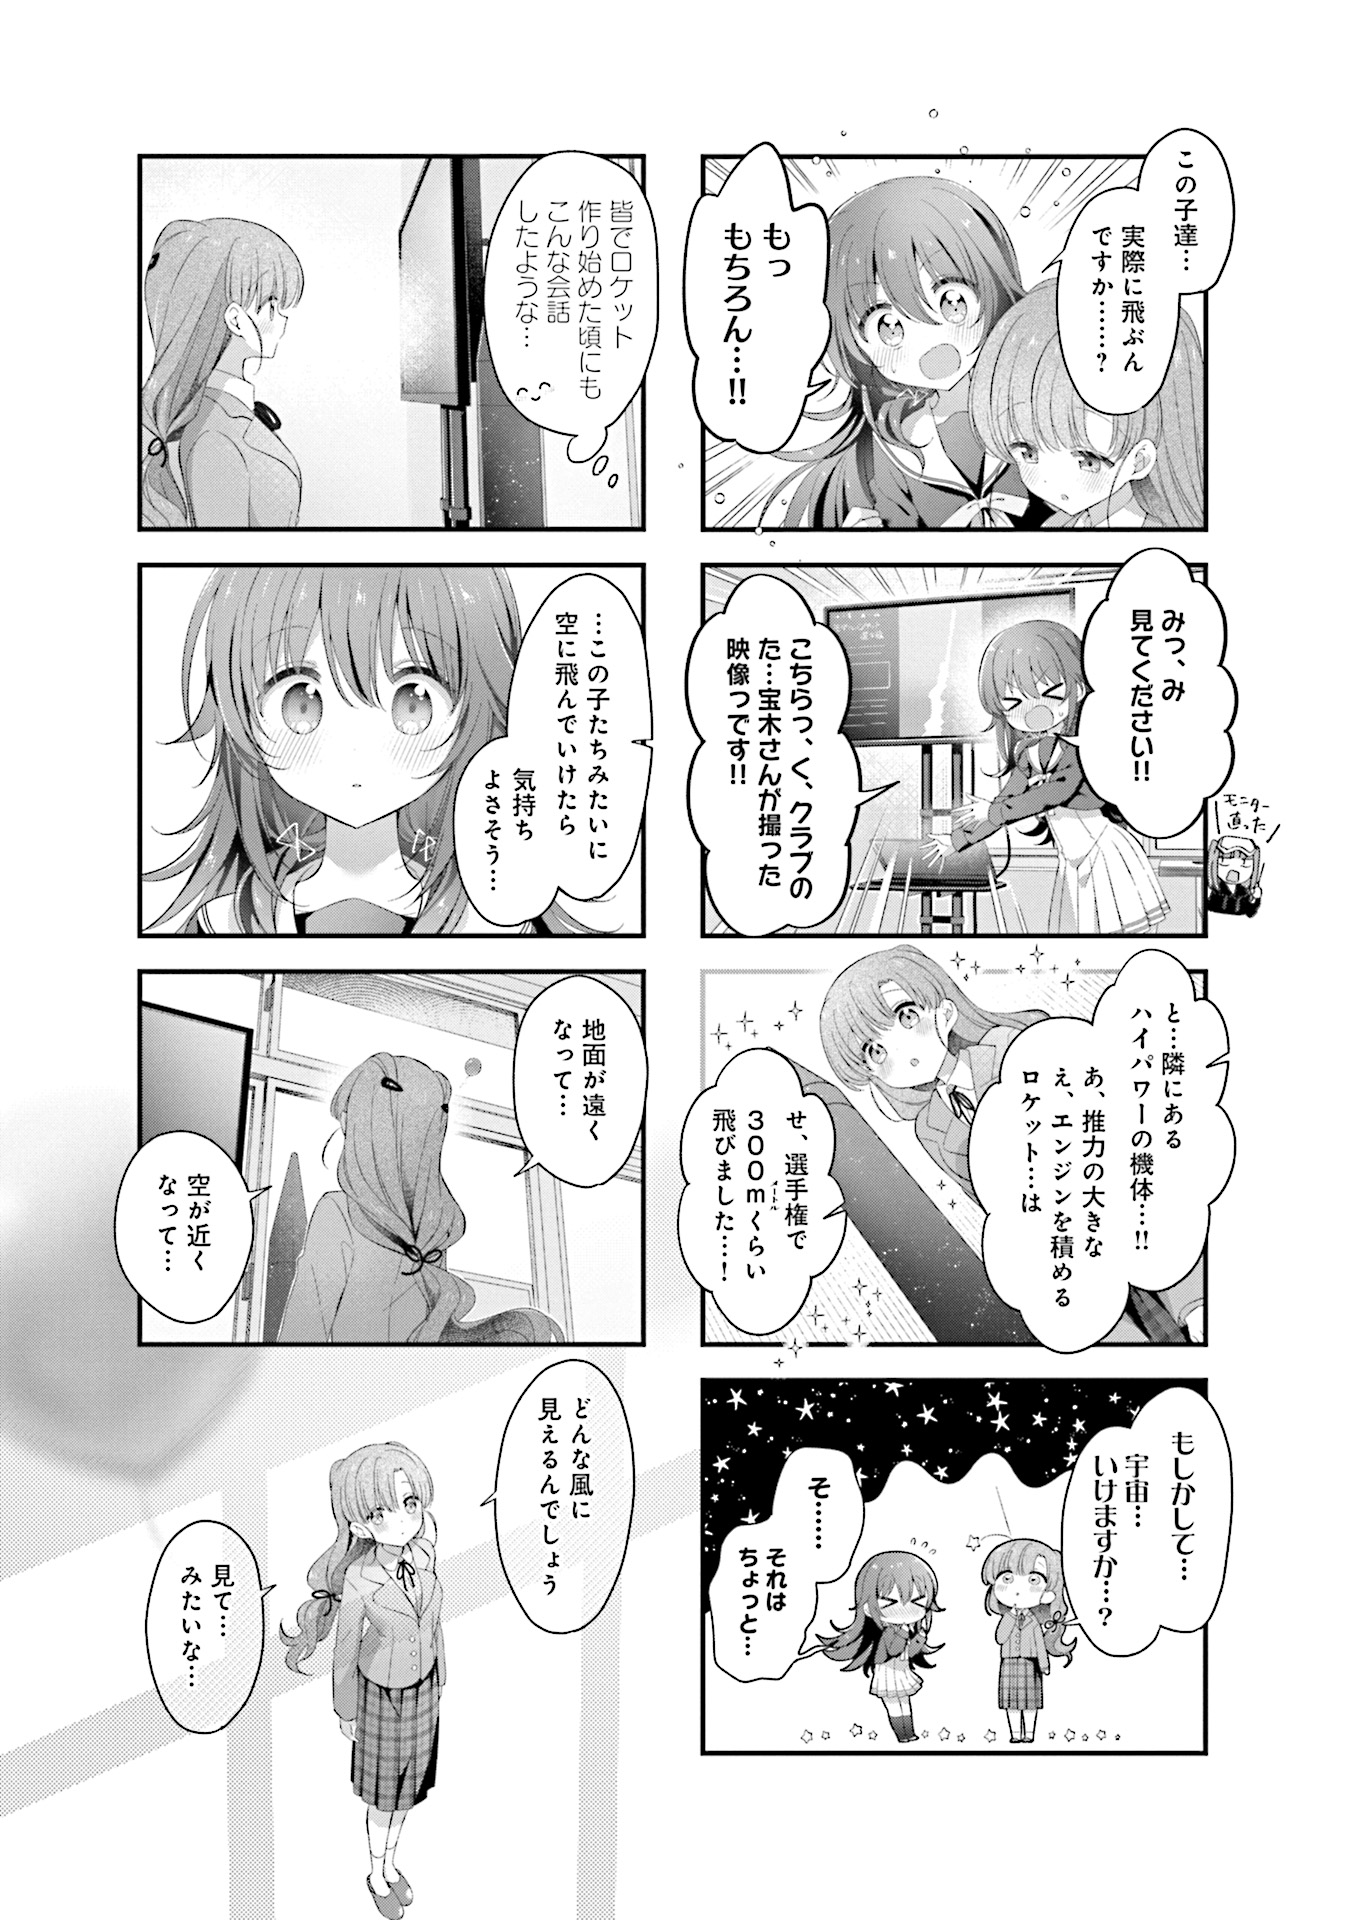 この子達…
実際に飛ぶん
ですか……?
もっ
もちろん…!!
みっ、み
見てください!!
こちらっ、く、クラブの
た…宝木さんが撮った
映像っです!!
モニター
直った
と…隣にある
ハイパワーの機体…!!
あ、推力の大きな
え、エンジンを積める
ロケット…は
せ、選手権で
300mくらい
メートル
飛びました…!
もしかして…
宇宙…
いけますか…?
そ……
それは
ちょっと…
皆でロケット
作り始めた頃にも
こんな会話
したような…
…この子たちみたいに
空に飛んでいけたら
気持ち
よさそう…
地面が遠く
なって…
空が近く
なって…
どんな風に
見えるんでしょう
見て…
みたいな…